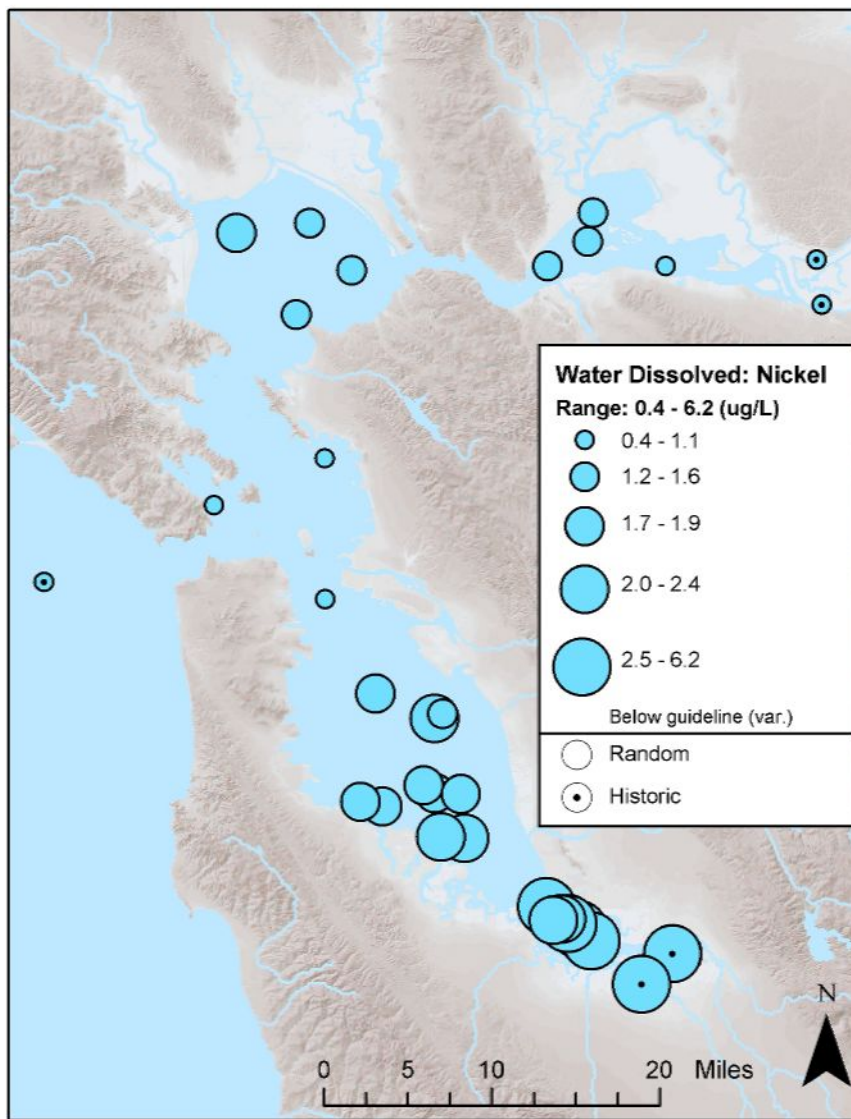 Water Dissolved: Nickel
Range: 0.4 - 6.2 (ug/L)
0.4 - 1.1
1.2 - 1.6
1.7 - 1.9
2.0 - 2.4
2.5 - 6.2
Below guideline (var.)
Random
Historic
N
0 5 10 20 Miles